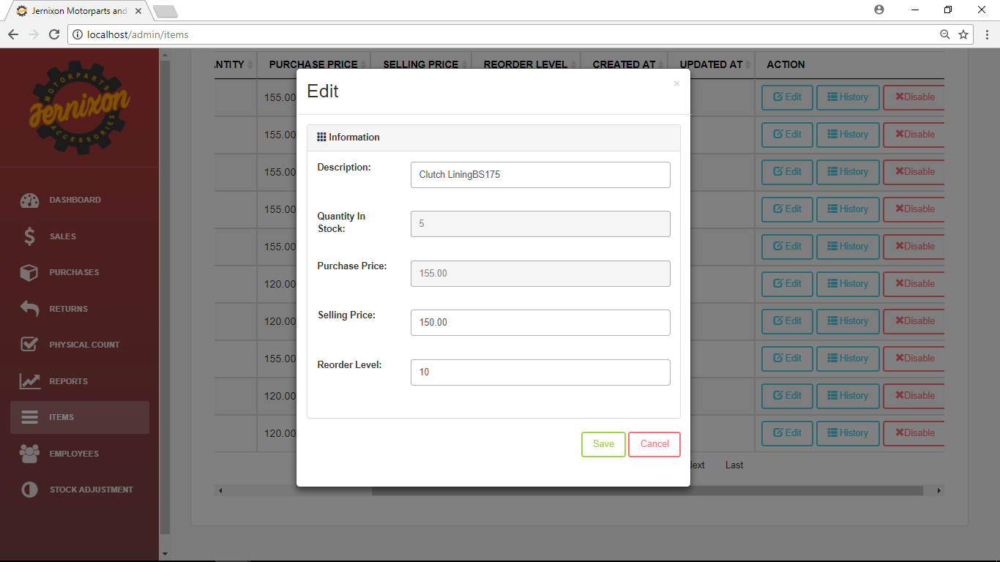 Jernixon Motorparts and
localhost/admin/items
MOTORPARTS
Jernixon
ACCESSORIES
DASHBOARD
SALES
PURCHASES
RETURNS
PHYSICAL COUNT
REPORTS
ITEMS
EMPLOYEES
STOCK ADJUSTMENT
ANTITY PURCHASE PRICE SELLING PRICE REORDER LEVEL CREATED AT UPDATED AT ACTION
155.00 Edit History Disable
155.00 Edit History Disable
155.00 Edit History Disable
155.00 Edit History Disable
155.00 Edit History Disable
120.00 Edit History Disable
120.00 Edit History Disable
155.00 Edit History Disable
120.00 Edit History Disable
120.00 Edit History Disable
Next Last
Edit ×
Information
Description: Clutch LiningBS175
Quantity In
Stock: 5
Purchase Price: 155.00
Selling Price: 150.00
Reorder Level: 10
Save Cancel